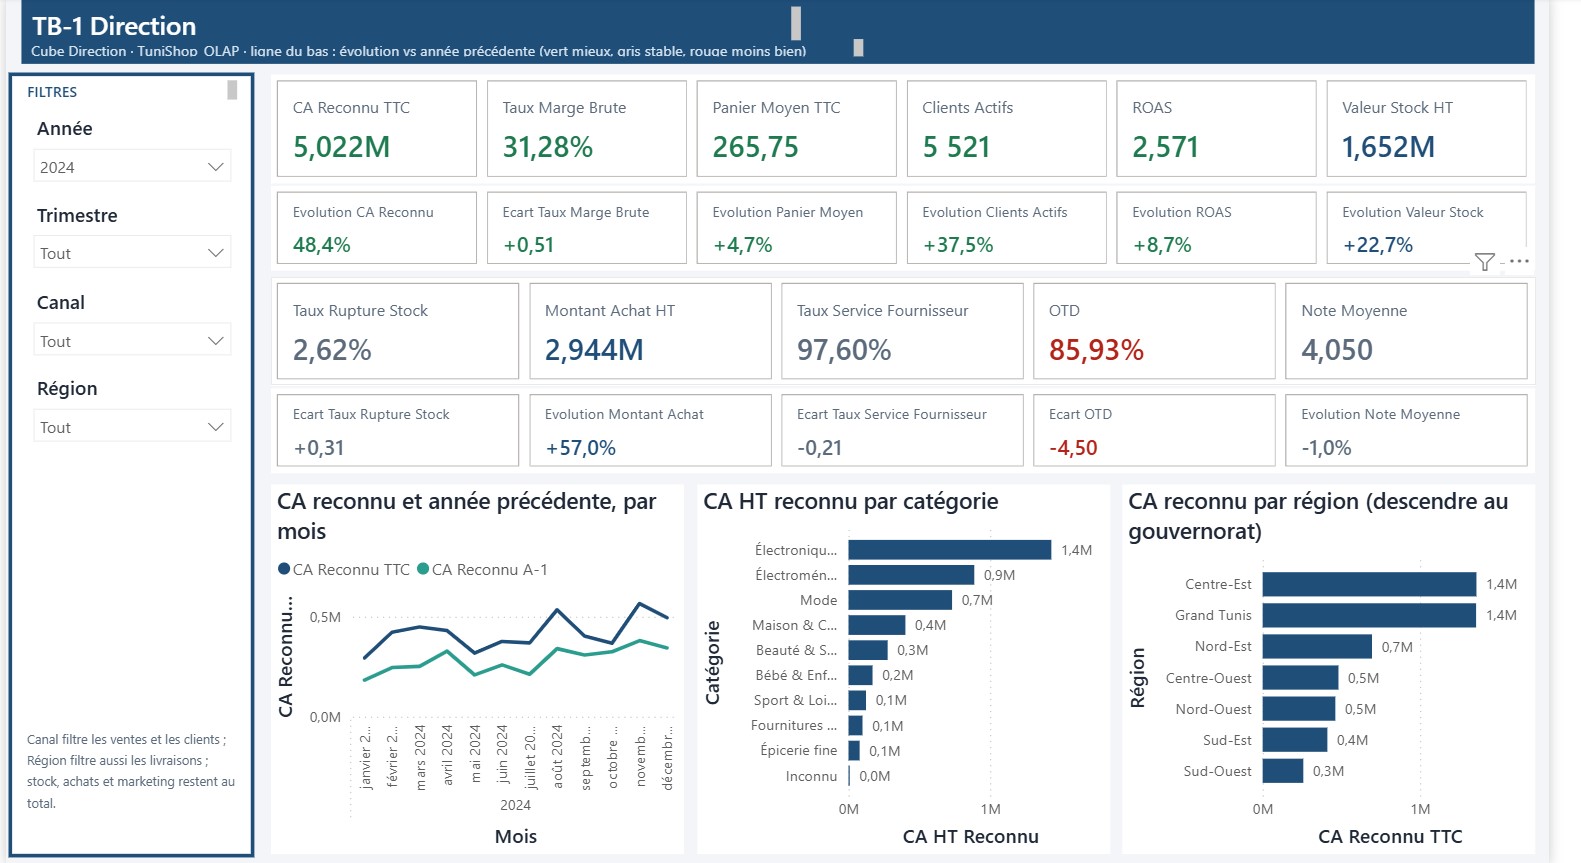 TB-1 Direction
Cube Direction · TuniShop_OLAP · ligne du bas : évolution vs année précédente (vert mieux, gris stable, rouge moins bien)
FILTRES
Année
2024
Trimestre
Tout
Canal
Tout
Région
Tout
Canal filtre les ventes et les clients ;
Région filtre aussi les livraisons ;
stock, achats et marketing restent au
total.
CA Reconnu TTC
5,022M
Taux Marge Brute
31,28%
Panier Moyen TTC
265,75
Clients Actifs
5 521
ROAS
2,571
Valeur Stock HT
1,652M
Evolution CA Reconnu
48,4%
Ecart Taux Marge Brute
+0,51
Evolution Panier Moyen
+4,7%
Evolution Clients Actifs
+37,5%
Evolution ROAS
+8,7%
Evolution Valeur Stock
+22,7%
Taux Rupture Stock
2,62%
Montant Achat HT
2,944M
Taux Service Fournisseur
97,60%
OTD
85,93%
Note Moyenne
4,050
Ecart Taux Rupture Stock
+0,31
Evolution Montant Achat
+57,0%
Ecart Taux Service Fournisseur
-0,21
Ecart OTD
-4,50
Evolution Note Moyenne
-1,0%
CA reconnu et année précédente, par
mois
CA Reconnu TTC CA Reconnu A-1
CA Reconnu...
0,5M
0,0M
janvier 2...
février 2...
mars 2024
avril 2024
mai 2024
juin 2024
juillet 20...
août 2024
septemb...
octobre ...
novemb...
décembr...
2024
Mois
CA HT reconnu par catégorie
Catégorie
Électroniqu... 1,4M
Électromén... 0,9M
Mode 0,7M
Maison & C... 0,4M
Beauté & S... 0,3M
Bébé & Enf... 0,2M
Sport & Loi... 0,1M
Fournitures ... 0,1M
Épicerie fine 0,1M
Inconnu 0,0M
0M 1M
CA HT Reconnu
CA reconnu par région (descendre au
gouvernorat)
Région
Centre-Est 1,4M
Grand Tunis 1,4M
Nord-Est 0,7M
Centre-Ouest 0,5M
Nord-Ouest 0,5M
Sud-Est 0,4M
Sud-Ouest 0,3M
0M 1M
CA Reconnu TTC